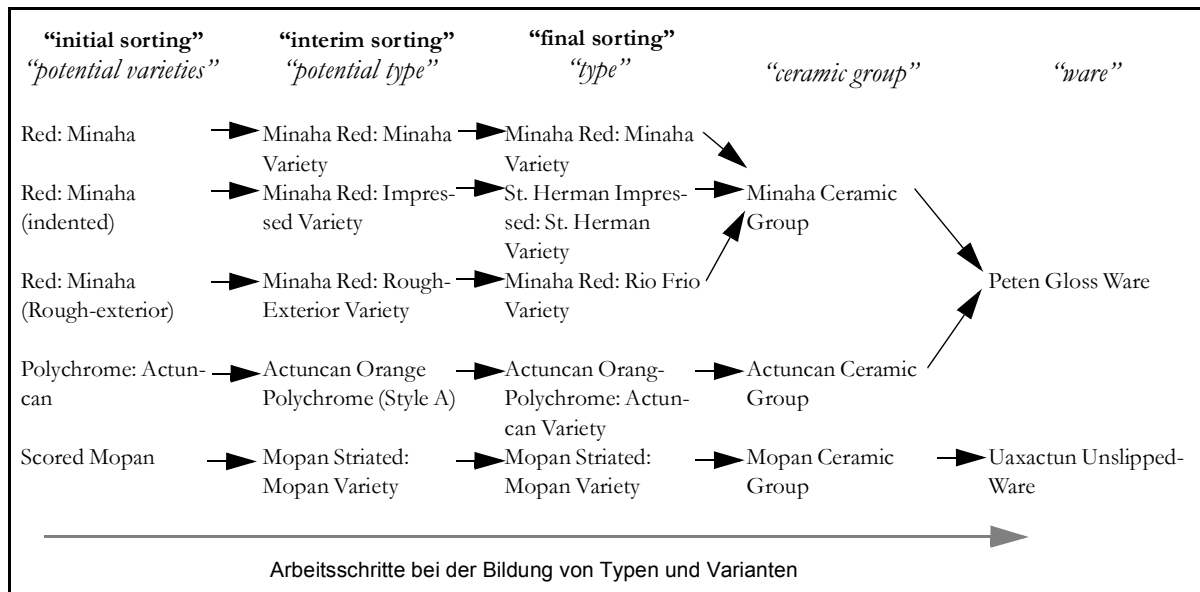 “initial sorting” “interim sorting” “final sorting”
“potential varieties” “potential type” “type” “ceramic group” “ware”
Red: Minaha
Minaha Red: Minaha
Variety
Minaha Red: Minaha
Variety
Red: Minaha
(indented)
Minaha Red: Impres-
sed Variety
St. Herman Impres-
sed: St. Herman
Variety
Minaha Ceramic
Group
Red: Minaha
(Rough-exterior)
Minaha Red: Rough-
Exterior Variety
Minaha Red: Rio Frio
Variety
Peten Gloss Ware
Polychrome: Actun-
can
Actuncan Orange
Polychrome (Style A)
Actuncan Orang-
Polychrome: Actun-
can Variety
Actuncan Ceramic
Group
Scored Mopan
Mopan Striated:
Mopan Variety
Mopan Striated:
Mopan Variety
Mopan Ceramic
Group
Uaxactun Unslipped-
Ware
Arbeitsschritte bei der Bildung von Typen und Varianten